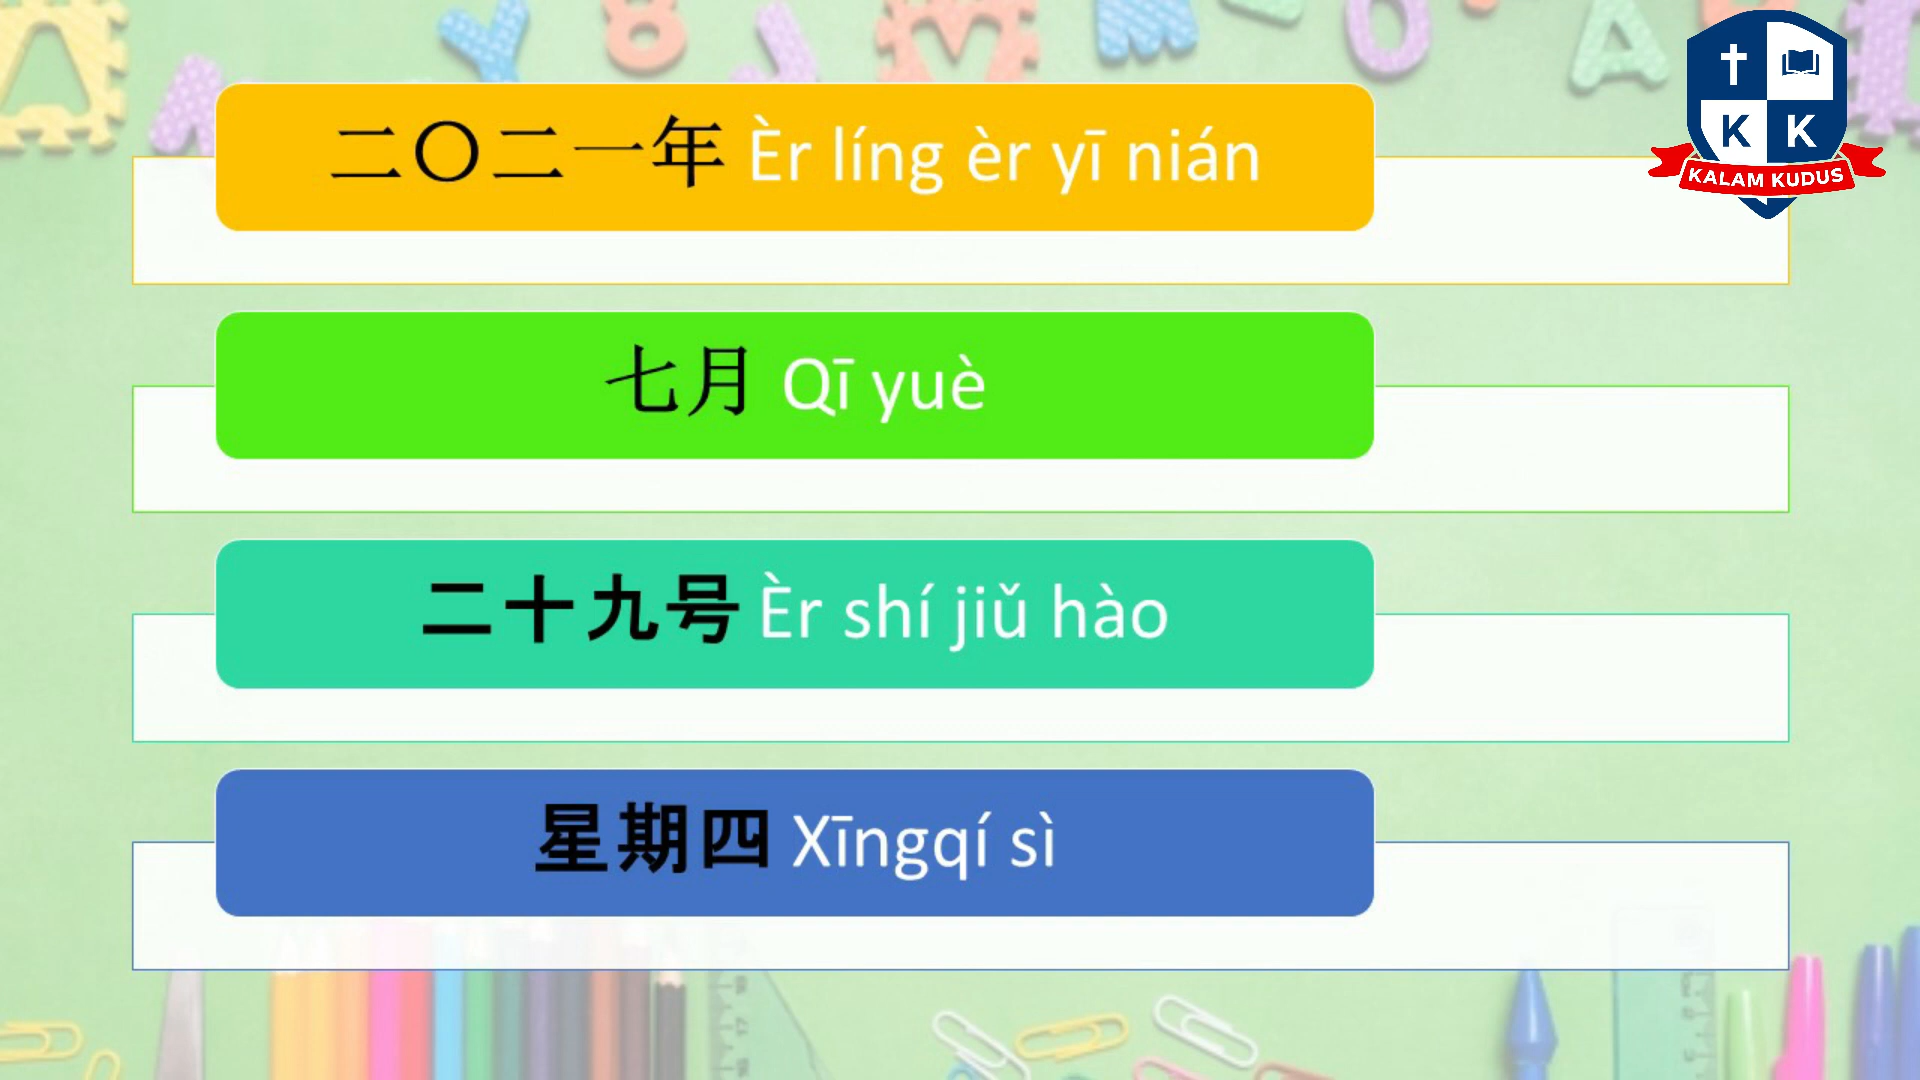 二〇二一年 Èr líng èr yī nián
七月 Qī yuè
二十九号 Èr shí jiǔ hào
星期四 Xīngqí sì
K K
KALAM KUDUS